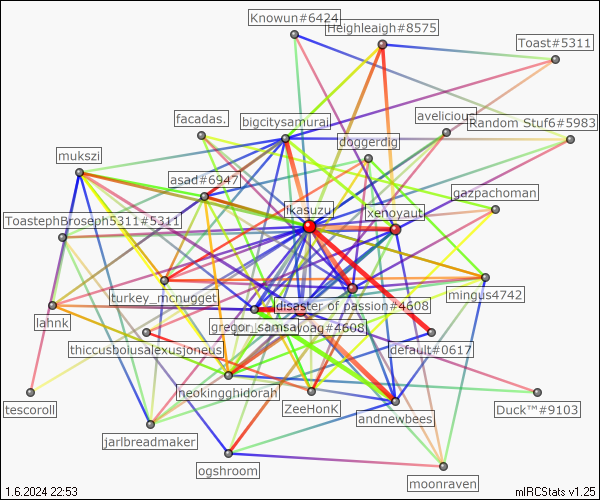 Knowun#6424
Heighleaigh#8575
Toast#5311
facadas.
bigcitysamurai
avelicious
Random Stuf6#5983
doggerdig
mukszi
asad#6947
gazpachoman
ikasuzu
xenoyaut
ToastephBroseph5311#5311
turkey_mcnugget
disaster of passion#4608
mingus4742
lahnk
gregor_samsa
yoag#4608
thiccusboiusalexusjoneus
default#0617
heokingghidorah
tescoroll
ZeeHonK
andnewbees
Duck™#9103
jarlbreadmaker
ogshroom
moonraven
1.6.2024 22:53
mIRCStats v1.25